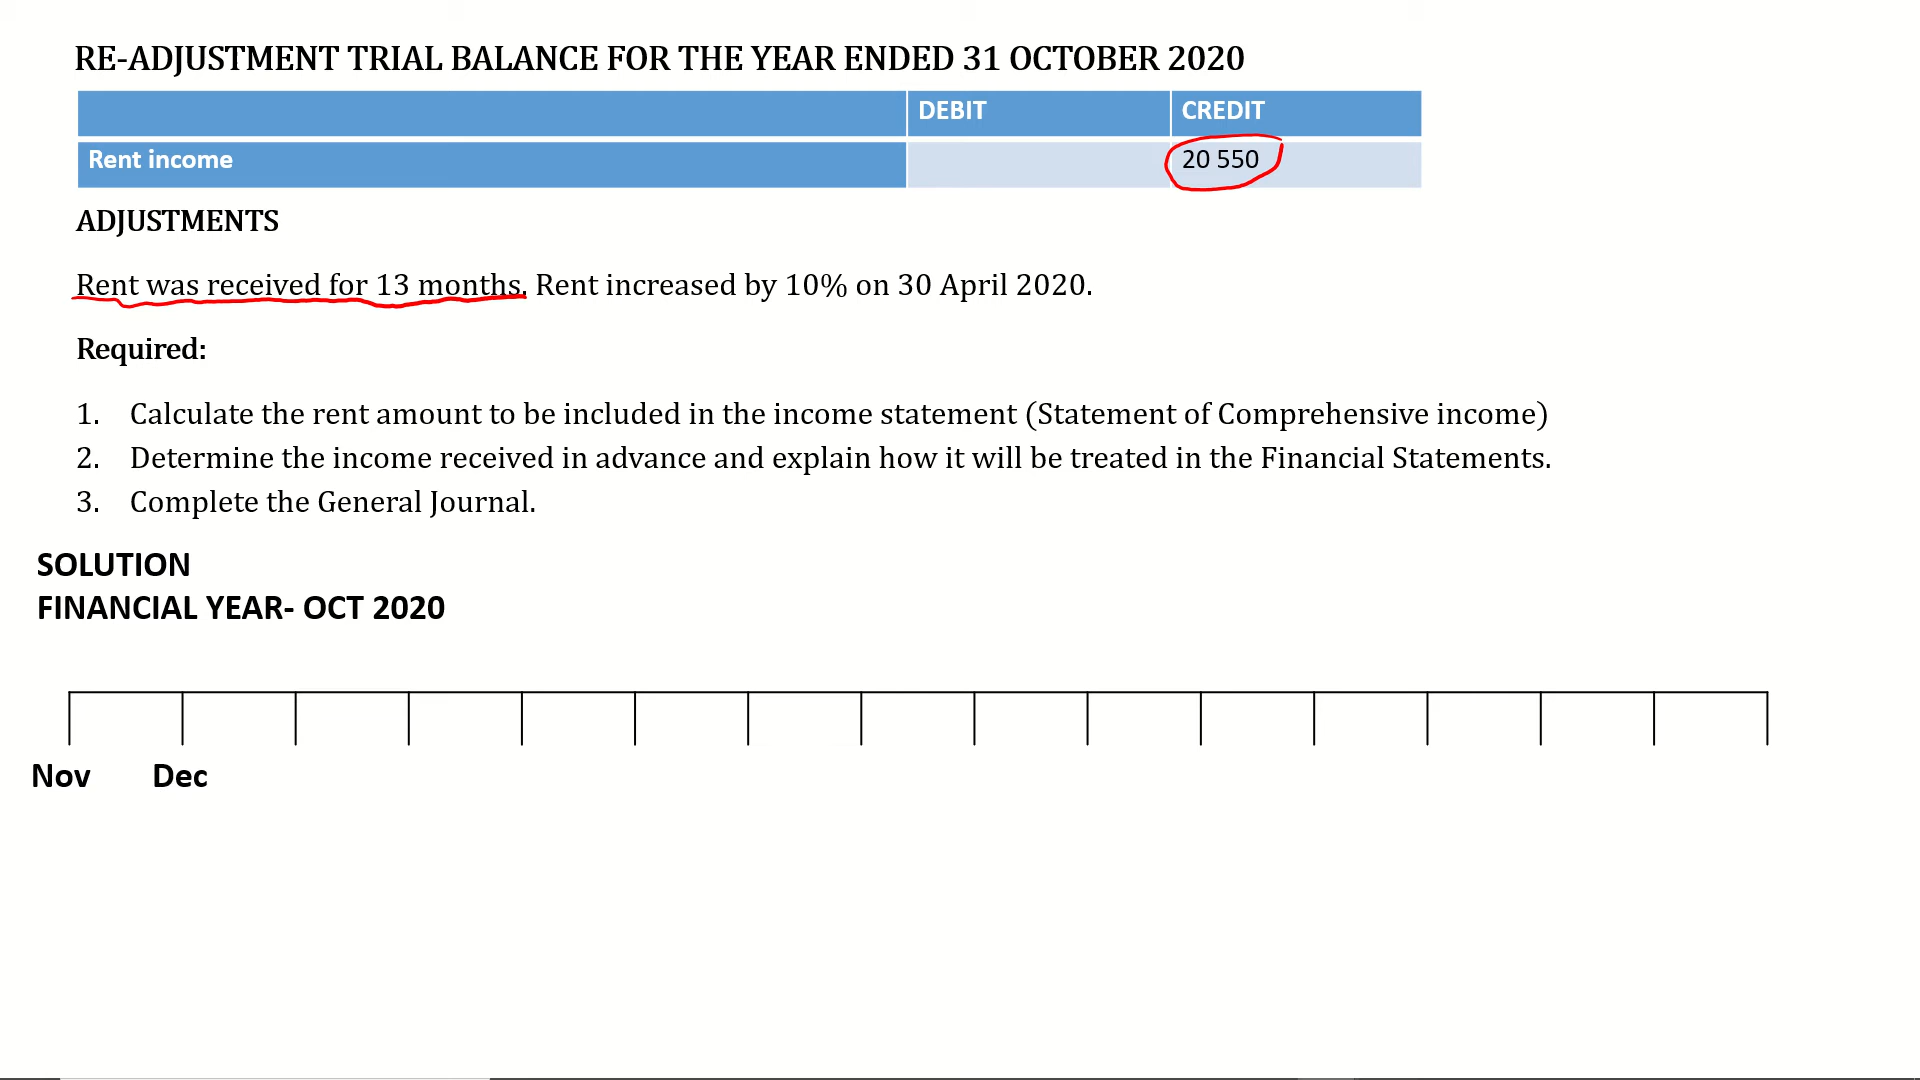 RE-ADJUSTMENT TRIAL BALANCE FOR THE YEAR ENDED 31 OCTOBER 2020
DEBIT CREDIT
Rent income 20 550
ADJUSTMENTS
Rent was received for 13 months. Rent increased by 10% on 30 April 2020.
Required:
1. Calculate the rent amount to be included in the income statement (Statement of Comprehensive income)
2. Determine the income received in advance and explain how it will be treated in the Financial Statements.
3. Complete the General Journal.
SOLUTION
FINANCIAL YEAR- OCT 2020
Nov Dec